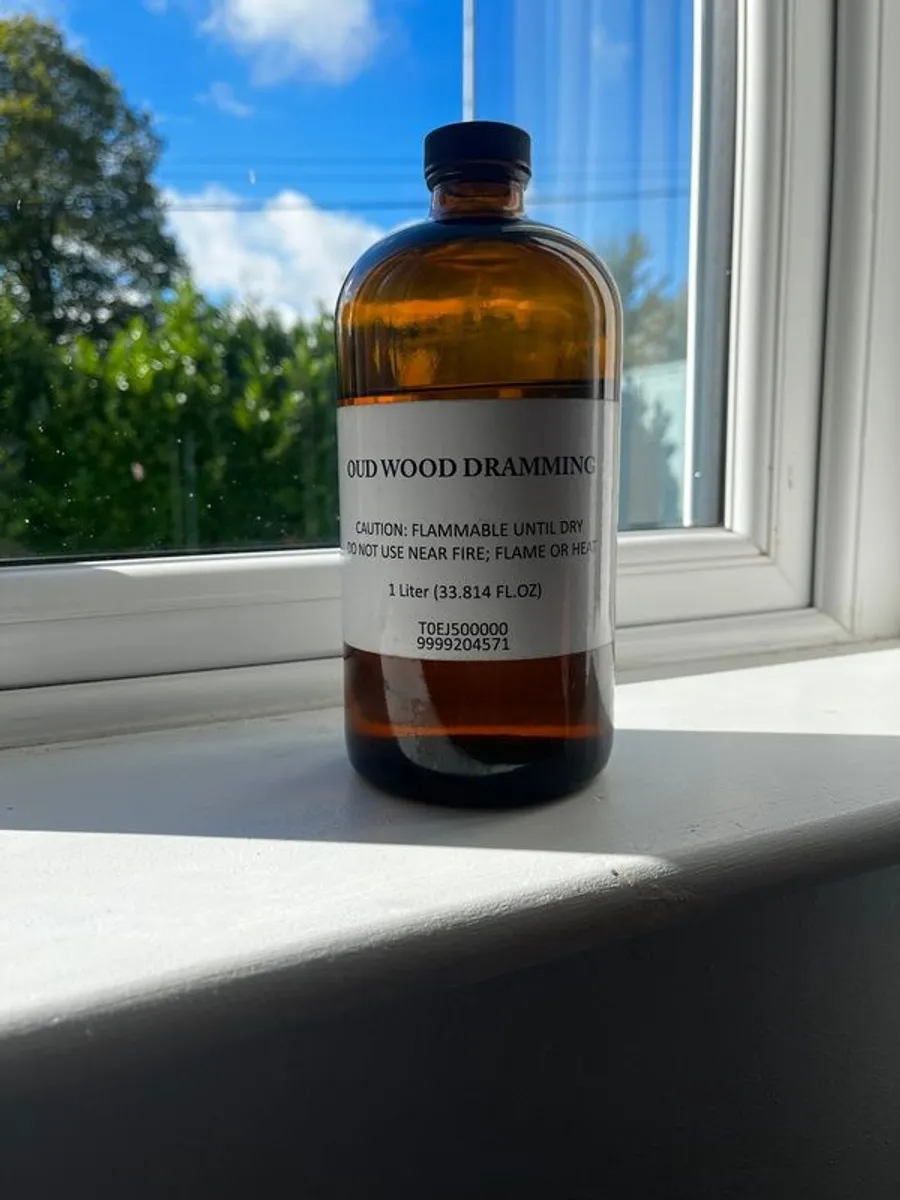 OUD WOOD DRAMMING
CAUTION: FLAMMABLE UNTIL DRY
DO NOT USE NEAR FIRE; FLAME OR HEAT
1 Liter (33.814 FL.OZ)
T0EJ500000
9999204571